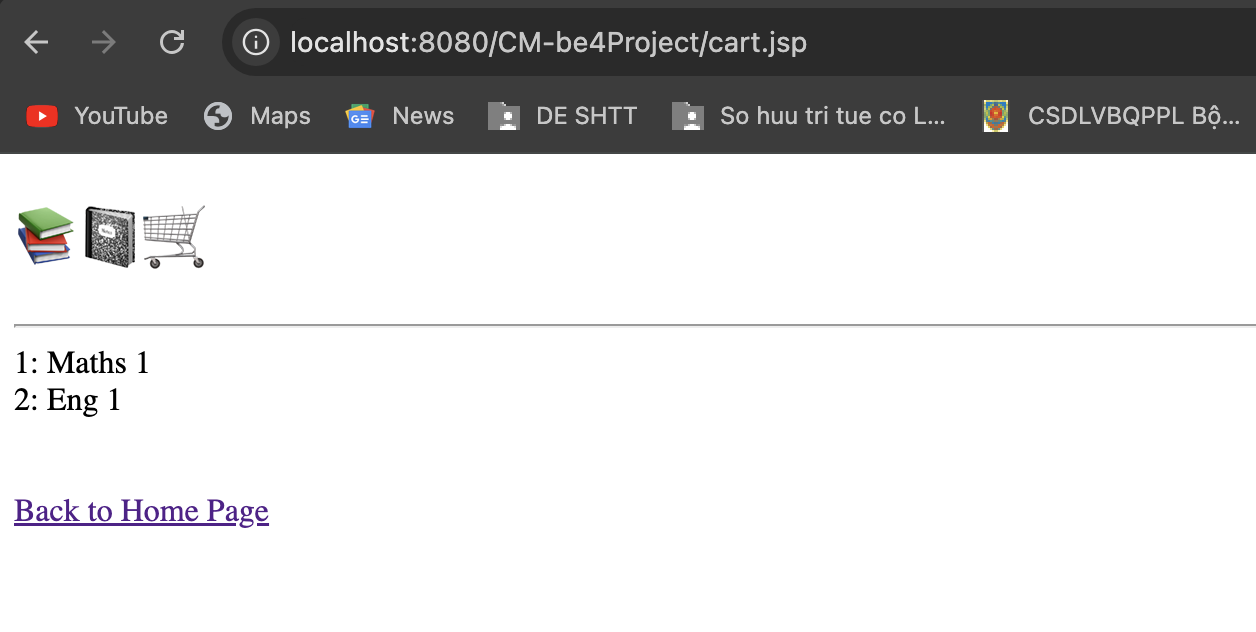 localhost:8080/CM-be4Project/cart.jsp
YouTube Maps News DE SHTT So huu tri tue co L... CSDLVBQPPL Bộ...
1: Maths 1
2: Eng 1
Back to Home Page